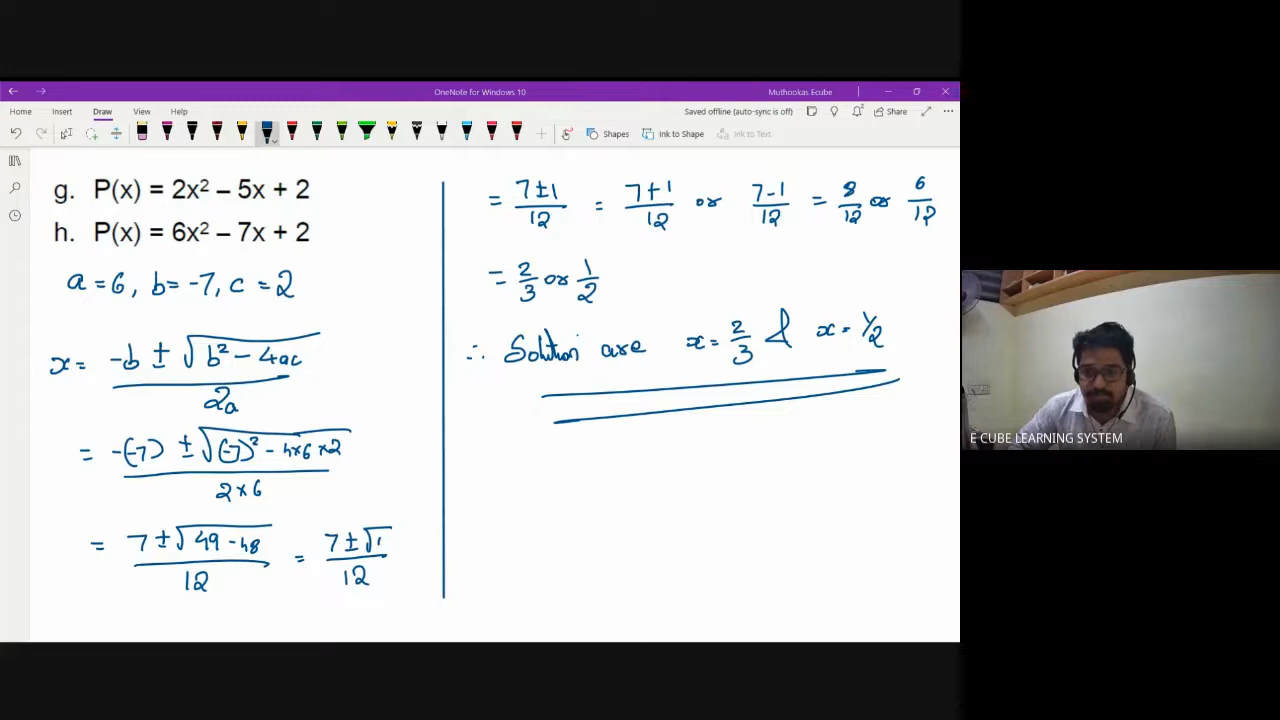 OneNote for Windows 10
Muthookas Ecube
Home Insert Draw View Help
Saved offline (auto-sync is off)
Share
Shapes
Ink to Shape
Ink to Text
g. P(x) = 2x² – 5x + 2
h. P(x) = 6x² – 7x + 2
a = 6, b = -7, c = 2
x = (-b ± √(b² - 4ac)) / 2a
= (-(-7) ± √((-7)² - 4×6×2)) / (2×6)
= (7 ± √(49 - 48)) / 12 = (7 ± √1) / 12
= (7±1)/12 = (7+1)/12 or (7-1)/12 = 8/12 or 6/12
= 2/3 or 1/2
∴ Solution are x = 2/3 & x = 1/2
E CUBE LEARNING SYSTEM